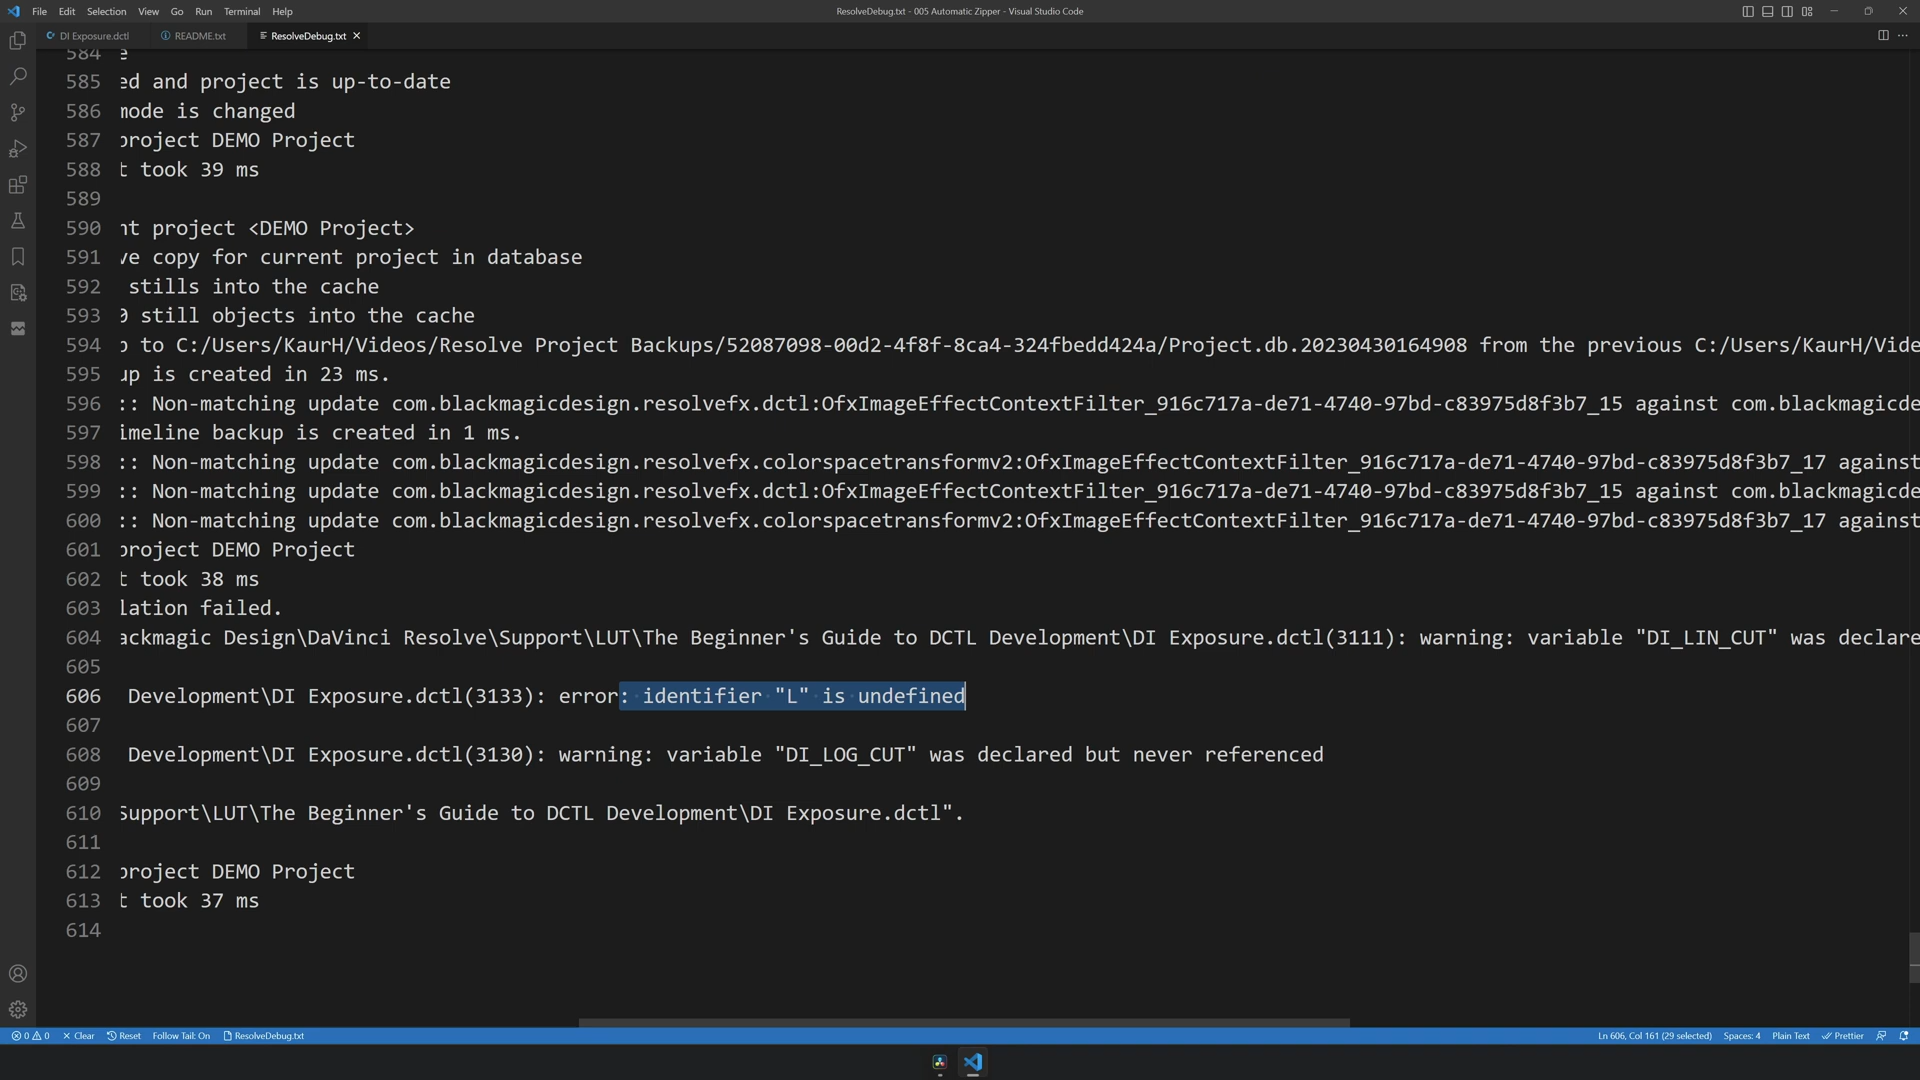 File Edit Selection View Go Run Terminal Help
ResolveDebug.txt - 005 Automatic Zipper - Visual Studio Code
DI Exposure.dctl README.txt ResolveDebug.txt
584 e
585 ed and project is up-to-date
586 mode is changed
587 project DEMO Project
588 t took 39 ms
589
590 nt project <DEMO Project>
591 ve copy for current project in database
592 stills into the cache
593 0 still objects into the cache
594 p to C:/Users/KaurH/Videos/Resolve Project Backups/52087098-00d2-4f8f-8ca4-324fbedd424a/Project.db.20230430164908 from the previous C:/Users/KaurH/Vide
595 up is created in 23 ms.
596 :: Non-matching update com.blackmagicdesign.resolvefx.dctl:OfxImageEffectContextFilter_916c717a-de71-4740-97bd-c83975d8f3b7_15 against com.blackmagicde
597 imeline backup is created in 1 ms.
598 :: Non-matching update com.blackmagicdesign.resolvefx.colorspacetransformv2:OfxImageEffectContextFilter_916c717a-de71-4740-97bd-c83975d8f3b7_17 against
599 :: Non-matching update com.blackmagicdesign.resolvefx.dctl:OfxImageEffectContextFilter_916c717a-de71-4740-97bd-c83975d8f3b7_15 against com.blackmagicde
600 :: Non-matching update com.blackmagicdesign.resolvefx.colorspacetransformv2:OfxImageEffectContextFilter_916c717a-de71-4740-97bd-c83975d8f3b7_17 against
601 project DEMO Project
602 t took 38 ms
603 lation failed.
604 ackmagic Design\DaVinci Resolve\Support\LUT\The Beginner's Guide to DCTL Development\DI Exposure.dctl(3111): warning: variable "DI_LIN_CUT" was declare
605
606 Development\DI Exposure.dctl(3133): error: identifier "L" is undefined
607
608 Development\DI Exposure.dctl(3130): warning: variable "DI_LOG_CUT" was declared but never referenced
609
610 Support\LUT\The Beginner's Guide to DCTL Development\DI Exposure.dctl".
611
612 project DEMO Project
613 t took 37 ms
614
0 0 Clear Reset Follow Tail: On ResolveDebug.txt Ln 606, Col 161 (29 selected) Spaces: 4 Plain Text Prettier